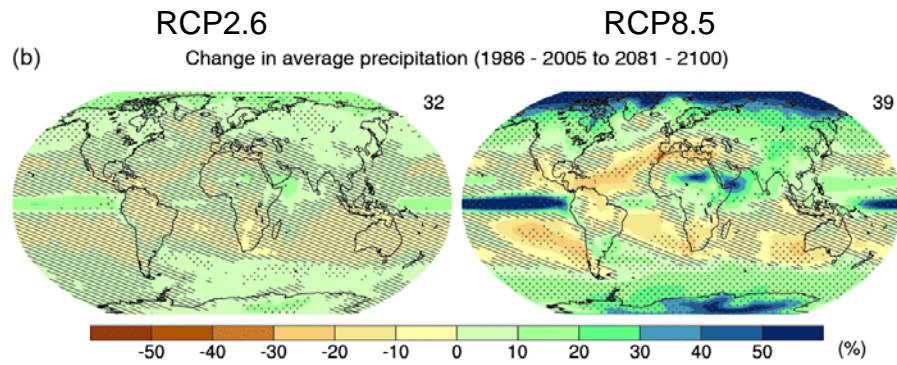 RCP2.6 RCP8.5
(b) Change in average precipitation (1986 - 2005 to 2081 - 2100)
32 39
-50 -40 -30 -20 -10 0 10 20 30 40 50 (%)